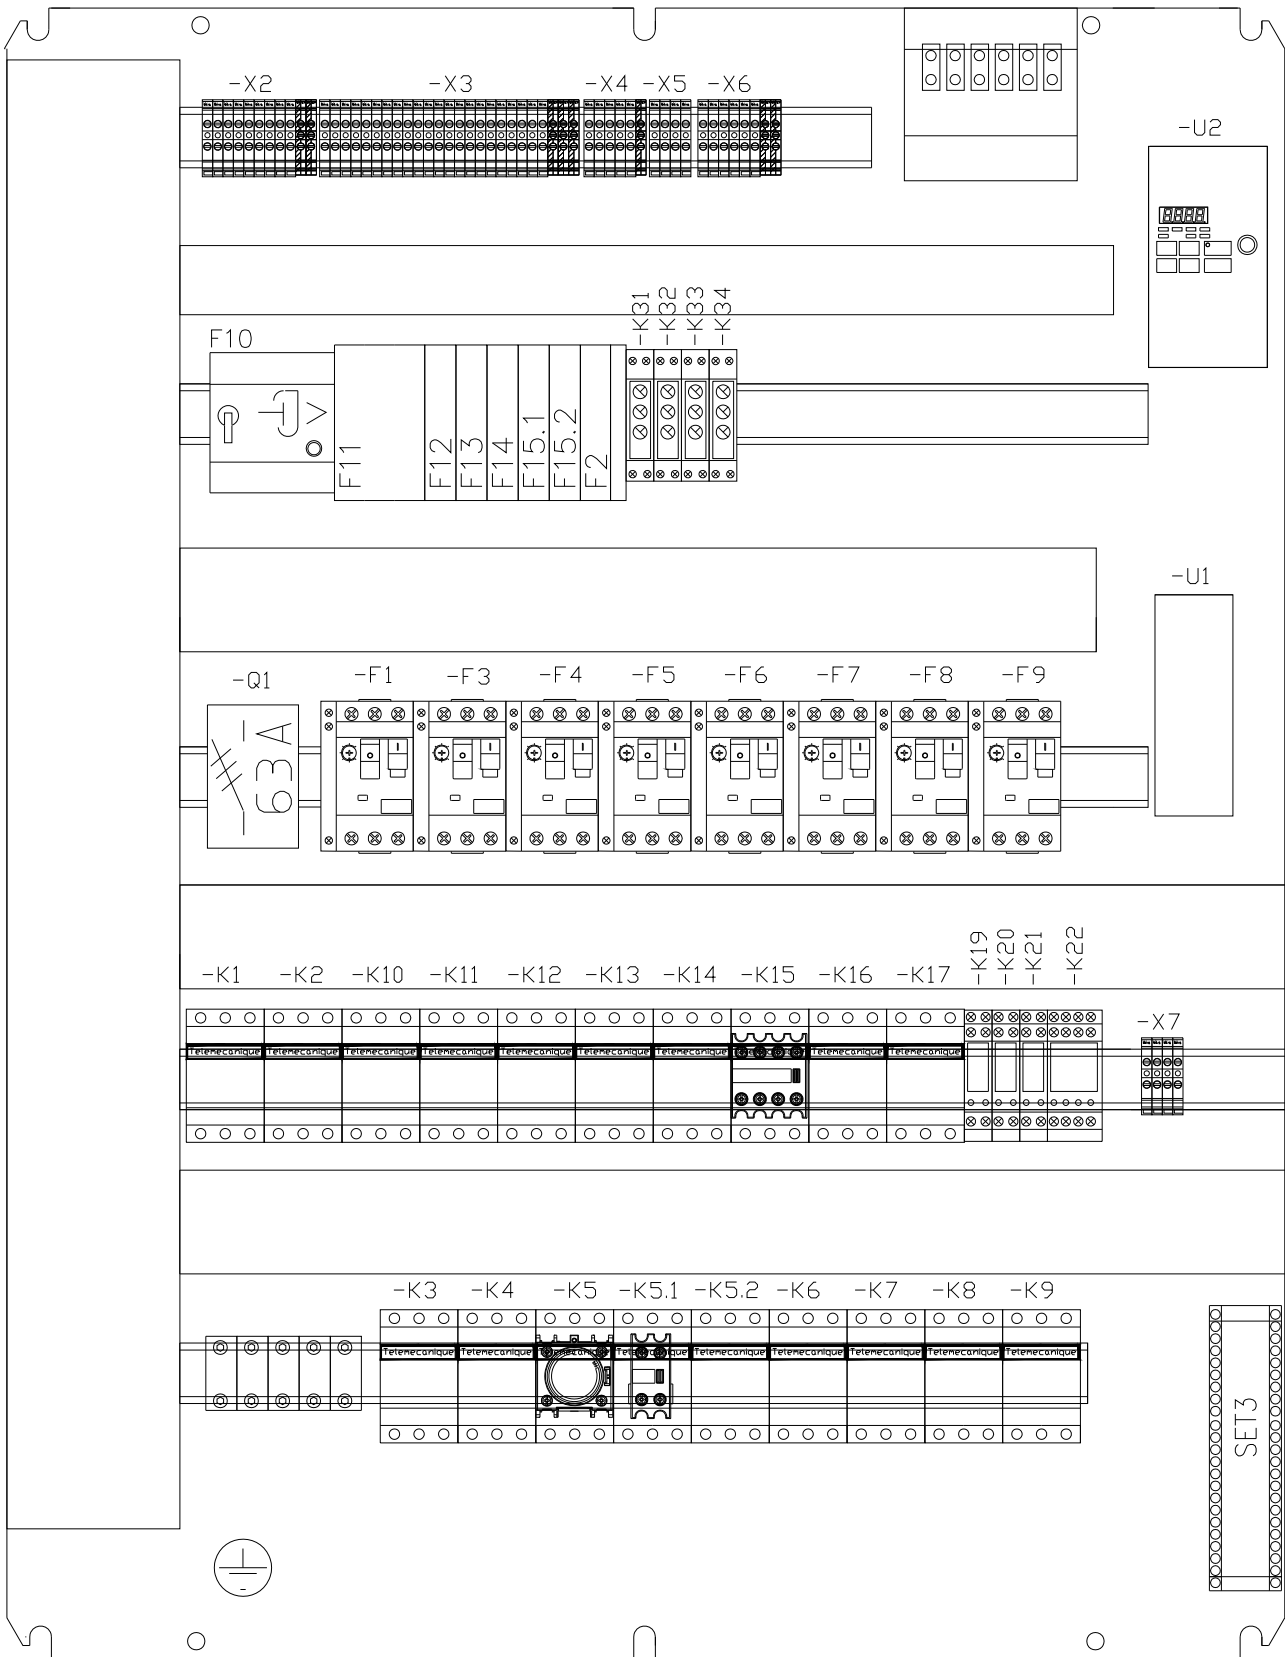 -X2 -X3 -X4 -X5 -X6
-U2
8888
-K31 -K32 -K33 -K34
F10
F11 F12 F13 F14 F15.1 F15.2 F2
-U1
-Q1 -F1 -F3 -F4 -F5 -F6 -F7 -F8 -F9
63 A
-K19 -K20 -K21 -K22
-K1 -K2 -K10 -K11 -K12 -K13 -K14 -K15 -K16 -K17
-X7
Telemecanique Telemecanique Telemecanique Telemecanique Telemecanique Telemecanique Telemecanique Telemecanique Telemecanique
-K3 -K4 -K5 -K5.1 -K5.2 -K6 -K7 -K8 -K9
Telemecanique Telemecanique Telemecanique Telemecanique Telemecanique Telemecanique Telemecanique Telemecanique Telemecanique
SET3